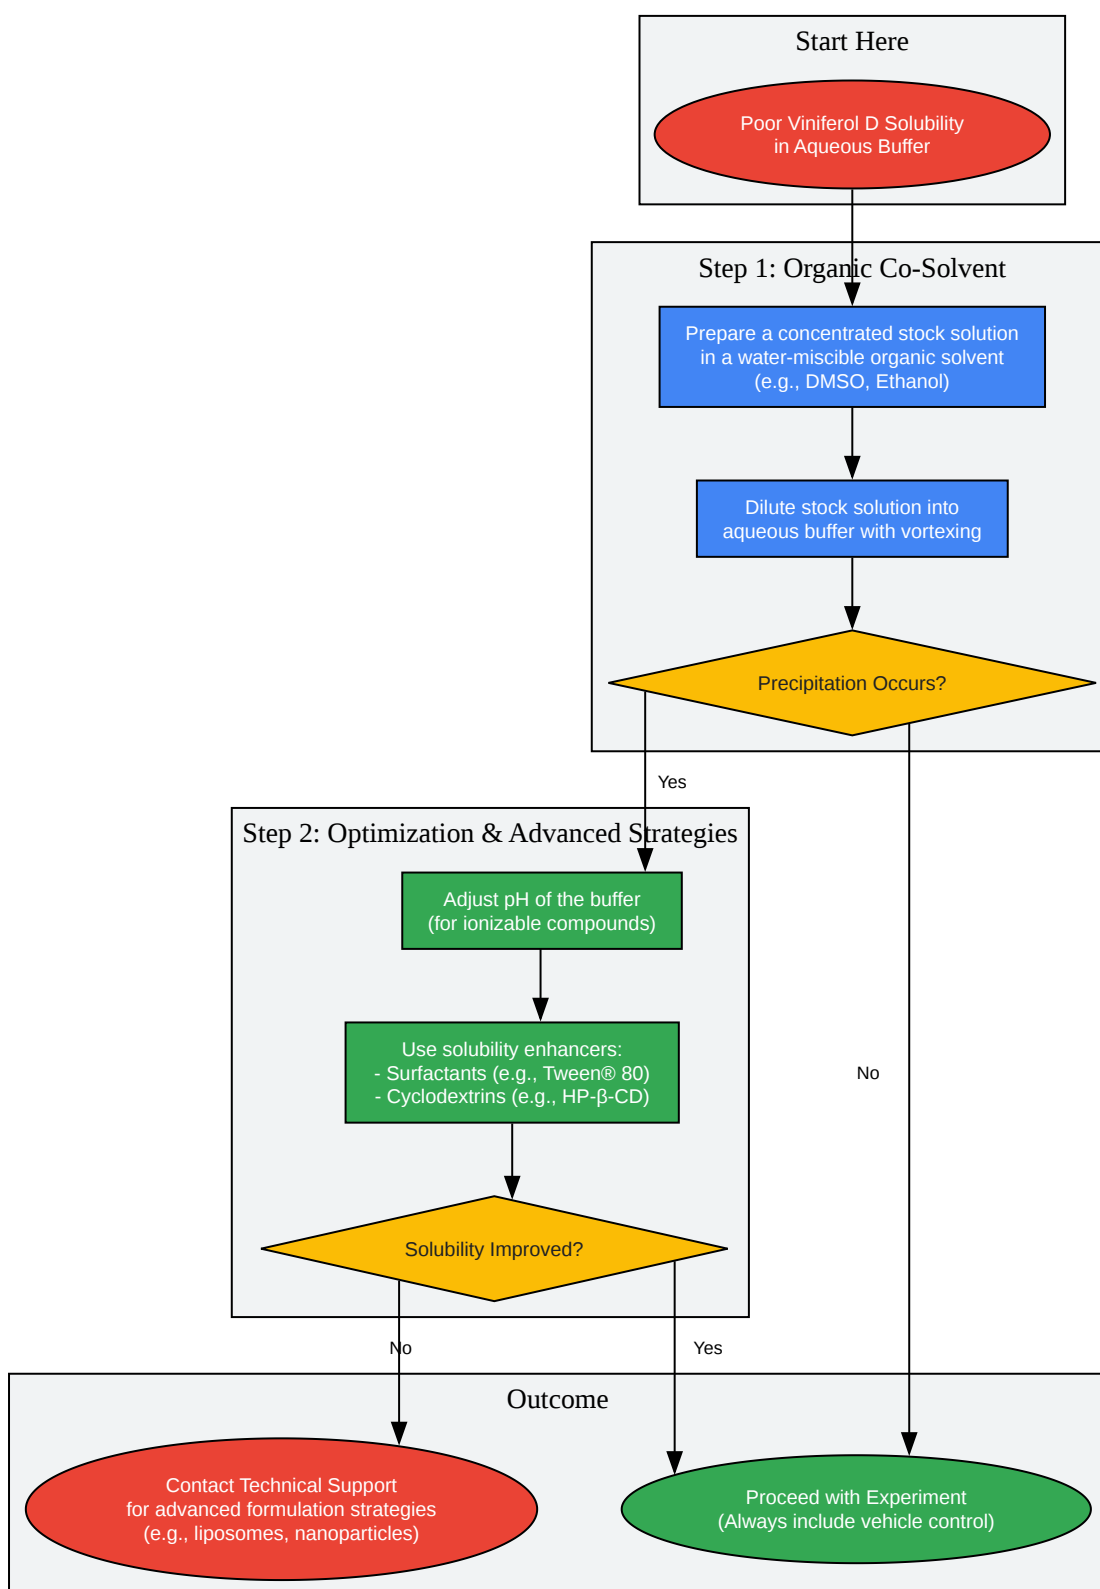 Start Here
Poor Viniferol D Solubility
in Aqueous Buffer
Step 1: Organic Co-Solvent
Prepare a concentrated stock solution
in a water-miscible organic solvent
(e.g., DMSO, Ethanol)
Dilute stock solution into
aqueous buffer with vortexing
Precipitation Occurs?
Yes
Step 2: Optimization & Advanced Strategies
Adjust pH of the buffer
(for ionizable compounds)
Use solubility enhancers:
- Surfactants (e.g., Tween® 80)
- Cyclodextrins (e.g., HP-β-CD)
No
Solubility Improved?
No
Yes
Outcome
Contact Technical Support
for advanced formulation strategies
(e.g., liposomes, nanoparticles)
Proceed with Experiment
(Always include vehicle control)